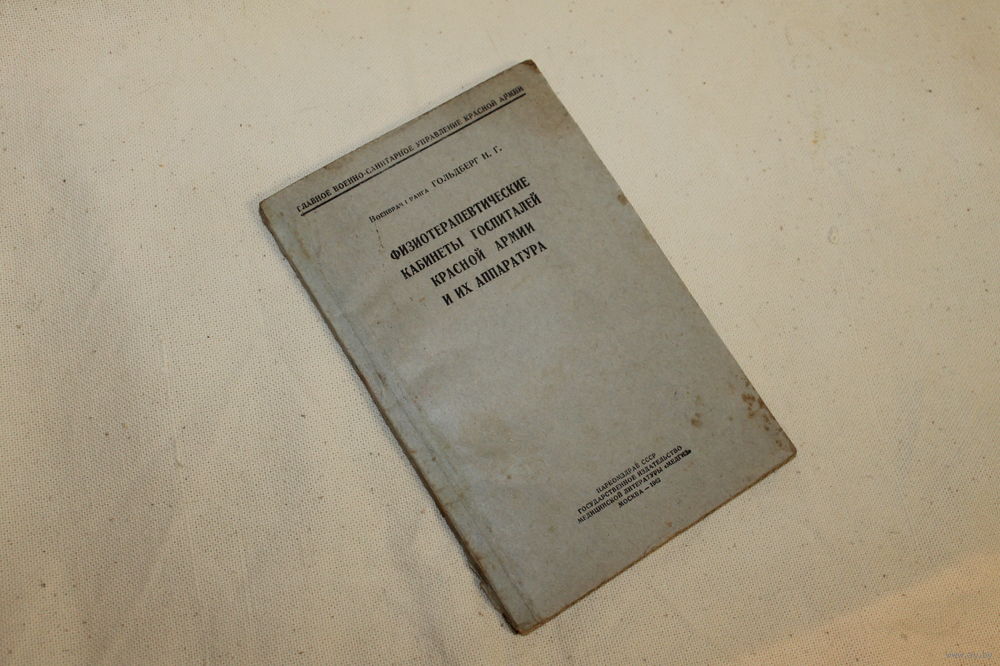 ГЛАВНОЕ ВОЕННО-САНИТАРНОЕ УПРАВЛЕНИЕ КРАСНОЙ АРМИИ
Военврач I ранга ГОЛЬДБЕРГ Н. Г.
ФИЗИОТЕРАПЕВТИЧЕСКИЕ
КАБИНЕТЫ ГОСПИТАЛЕЙ
КРАСНОЙ АРМИИ
И ИХ АППАРАТУРА
НАРКОМЗДРАВ СССР
ГОСУДАРСТВЕННОЕ ИЗДАТЕЛЬСТВО
МЕДИЦИНСКОЙ ЛИТЕРАТУРЫ «МЕДГИЗ»
МОСКВА —